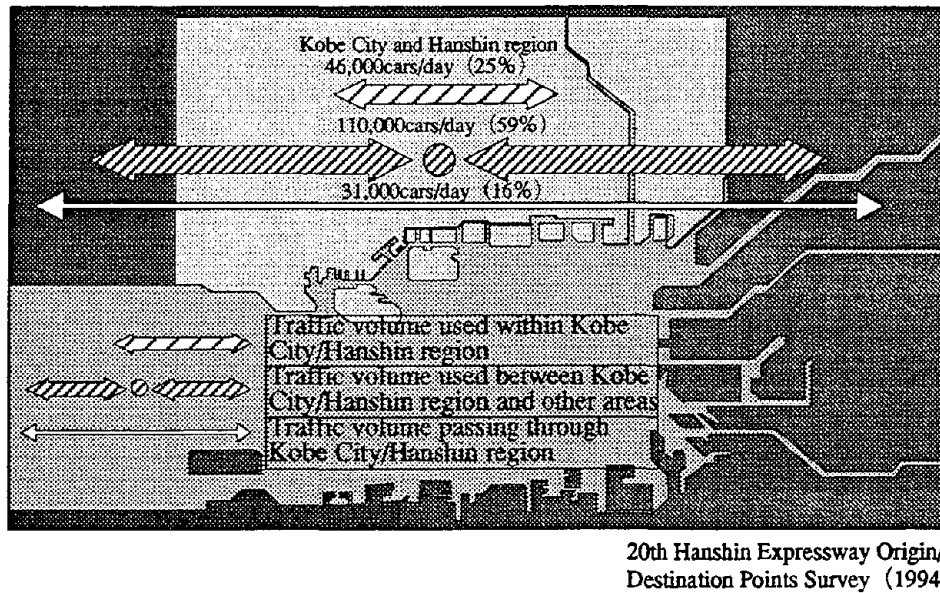 Kobe City and Hanshin region
46,000cars/day (25%)
110,000cars/day (59%)
31,000cars/day (16%)
Traffic volume used within Kobe
City/Hanshin region
Traffic volume used between Kobe
City/Hanshin region and other areas
Traffic volume passing through
Kobe City/Hanshin region
20th Hanshin Expressway Origin/
Destination Points Survey (1994